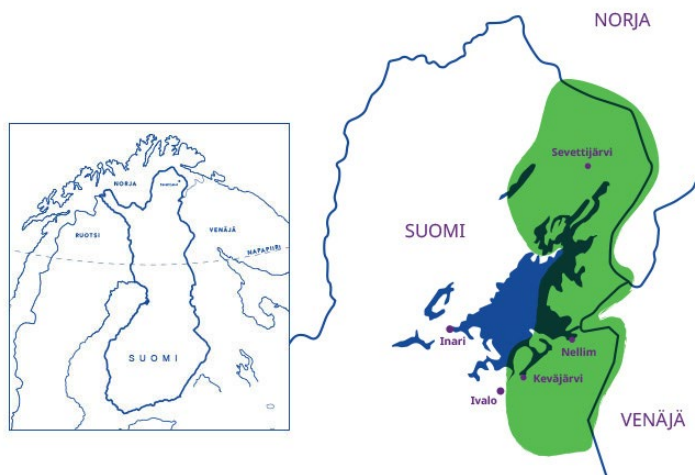 NORJA
Sevettijärvi
SUOMI
Inari
Nellim
Keväjärvi
Ivalo
VENÄJÄ
NORJA
RUOTSI
VENÄJÄ
NAPAPIIRI
SUOMI